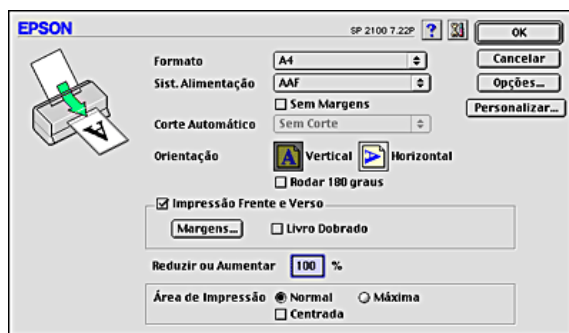 EPSON
SP 2100 7.22P
OK
Formato A4 Cancelar
Sist. Alimentação AAF Opções...
Sem Margens Personalizar...
Corte Automático Sem Corte
Orientação A Vertical A Horizontal
Rodar 180 graus
A
Impressão Frente e Verso
Margens... Livro Dobrado
Reduzir ou Aumentar 100 %
Área de Impressão Normal Máxima
Centrada